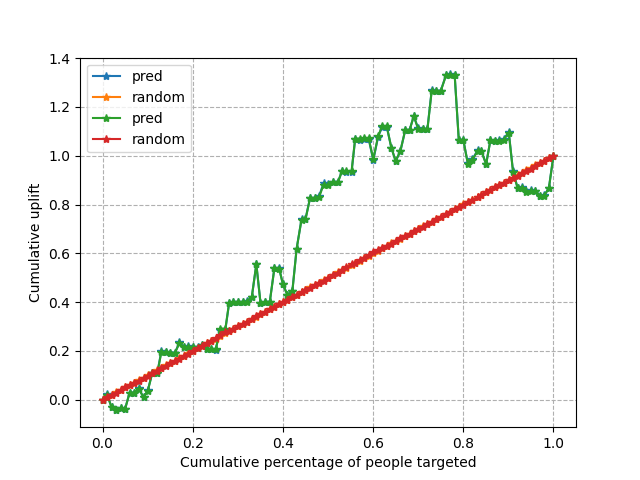 pred
random
pred
random
Cumulative uplift
1.4
1.2
1.0
0.8
0.6
0.4
0.2
0.0
0.0 0.2 0.4 0.6 0.8 1.0
Cumulative percentage of people targeted